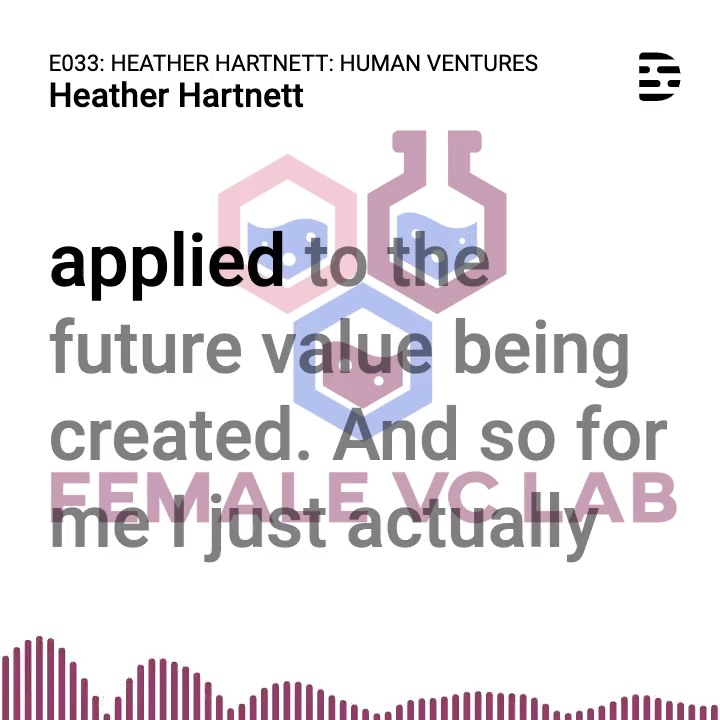 E033: HEATHER HARTNETT: HUMAN VENTURES
Heather Hartnett
applied to the
future value being
created. And so for
FEMALE VC LAB
me I just actually